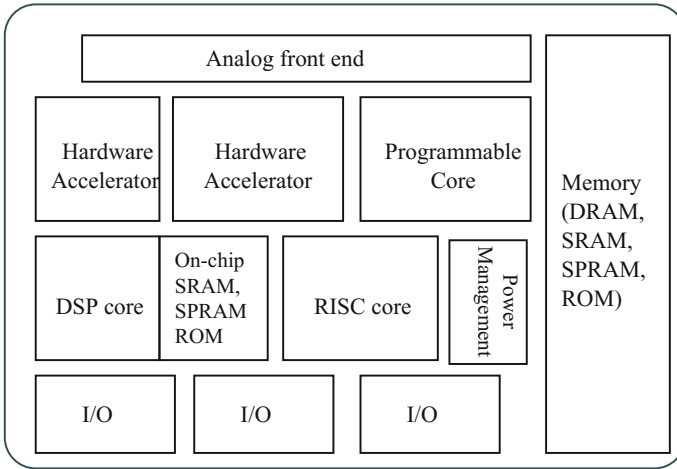 Analog front end
Hardware
Accelerator
Hardware
Accelerator
Programmable
Core
Memory
(DRAM,
SRAM,
SPRAM,
ROM)
DSP core
On-chip
SRAM,
SPRAM
ROM
RISC core
Power
Management
I/O
I/O
I/O